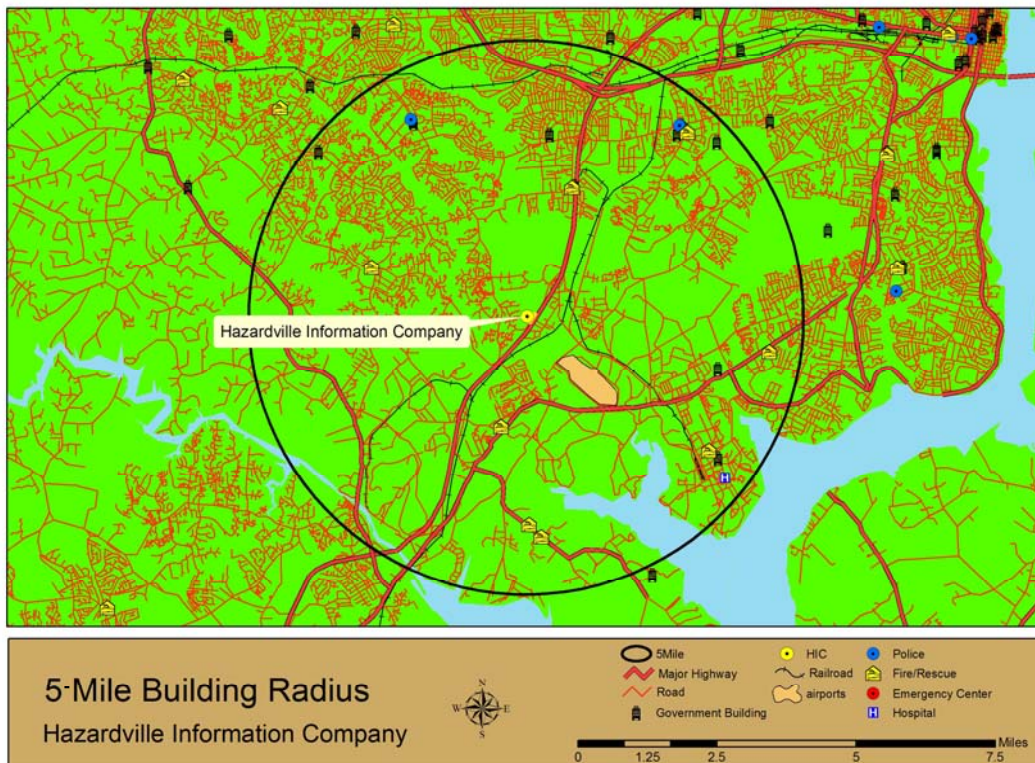 Hazardville Information Company
5-Mile Building Radius
Hazardville Information Company
N
W E
S
5Mile
Major Highway
Road
Government Building
HIC
Railroad
airports
Police
Fire/Rescue
Emergency Center
H Hospital
Miles
0 1.25 2.5 5 7.5